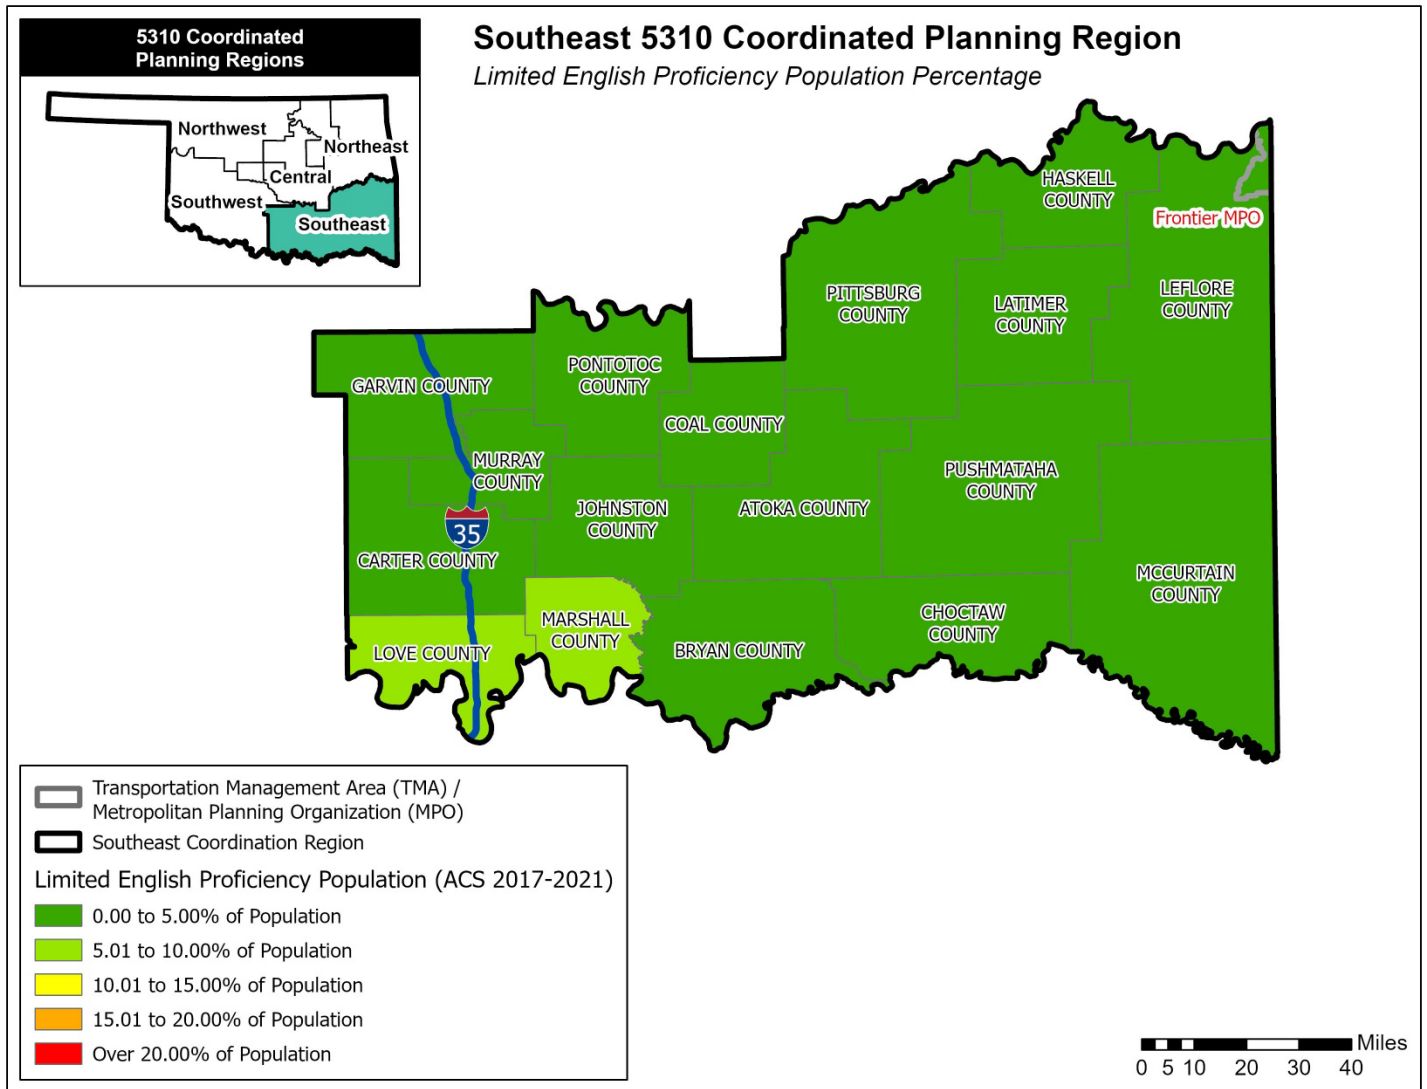 5310 Coordinated
Planning Regions
Northwest
Northeast
Central
Southwest
Southeast
Southeast 5310 Coordinated Planning Region
Limited English Proficiency Population Percentage
HASKELL
COUNTY
Frontier MPO
PITTSBURG
COUNTY
LATIMER
COUNTY
LEFLORE
COUNTY
GARVIN COUNTY
PONTOTOC
COUNTY
COAL COUNTY
MURRAY
COUNTY
PUSHMATAHA
COUNTY
JOHNSTON
COUNTY
ATOKA COUNTY
35
CARTER COUNTY
MCCURTAIN
COUNTY
MARSHALL
COUNTY
CHOCTAW
COUNTY
LOVE COUNTY
BRYAN COUNTY
Transportation Management Area (TMA) /
Metropolitan Planning Organization (MPO)
Southeast Coordination Region
Limited English Proficiency Population (ACS 2017-2021)
0.00 to 5.00% of Population
5.01 to 10.00% of Population
10.01 to 15.00% of Population
15.01 to 20.00% of Population
Over 20.00% of Population
Miles
0 5 10 20 30 40